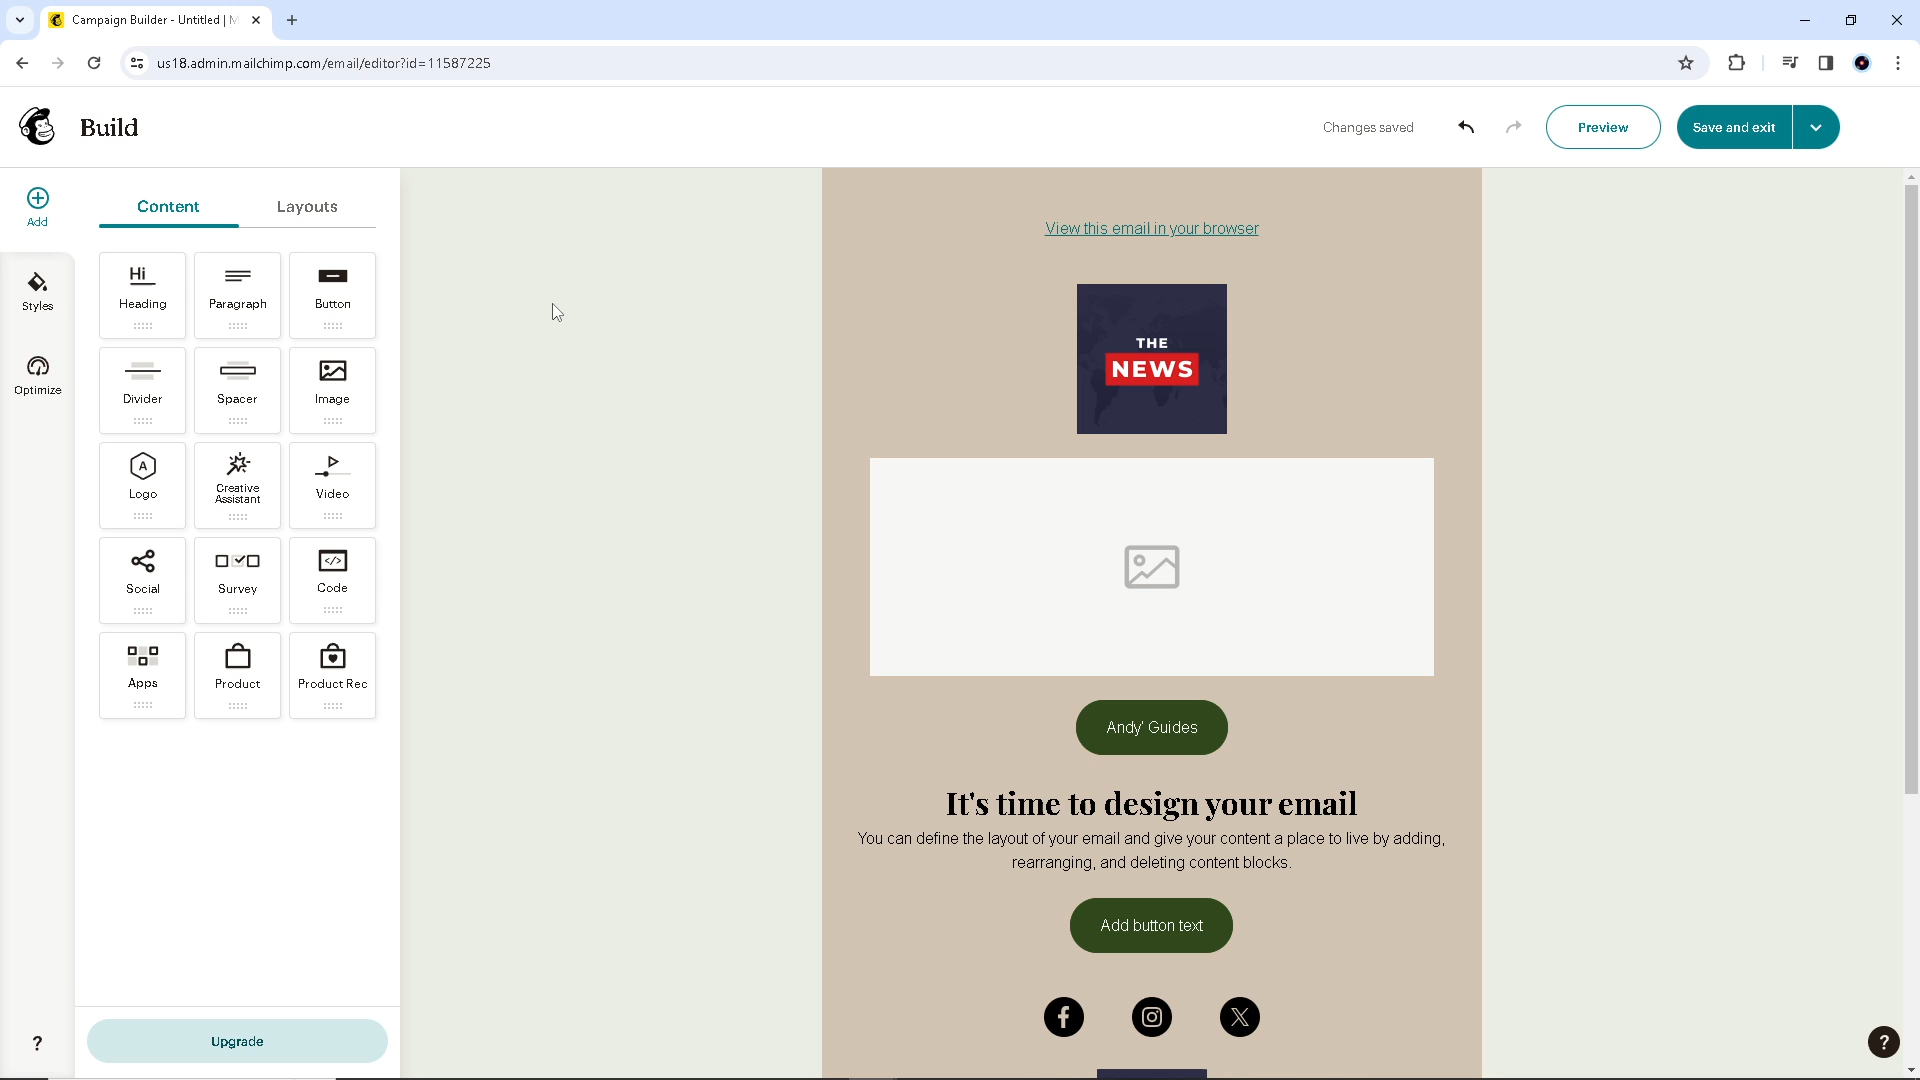 Campaign Builder - Untitled | M
us18.admin.mailchimp.com/email/editor?id=11587225
Build
Changes saved
Preview
Save and exit
Add
Styles
Optimize
Content
Layouts
Hi
Heading
Paragraph
Button
Divider
Spacer
Image
A
Logo
Creative
Assistant
Video
Social
Survey
</>
Code
Apps
Product
Product Rec
Upgrade
?
View this email in your browser
THE
NEWS
Andy' Guides
It's time to design your email
You can define the layout of your email and give your content a place to live by adding,
rearranging, and deleting content blocks.
Add button text
?